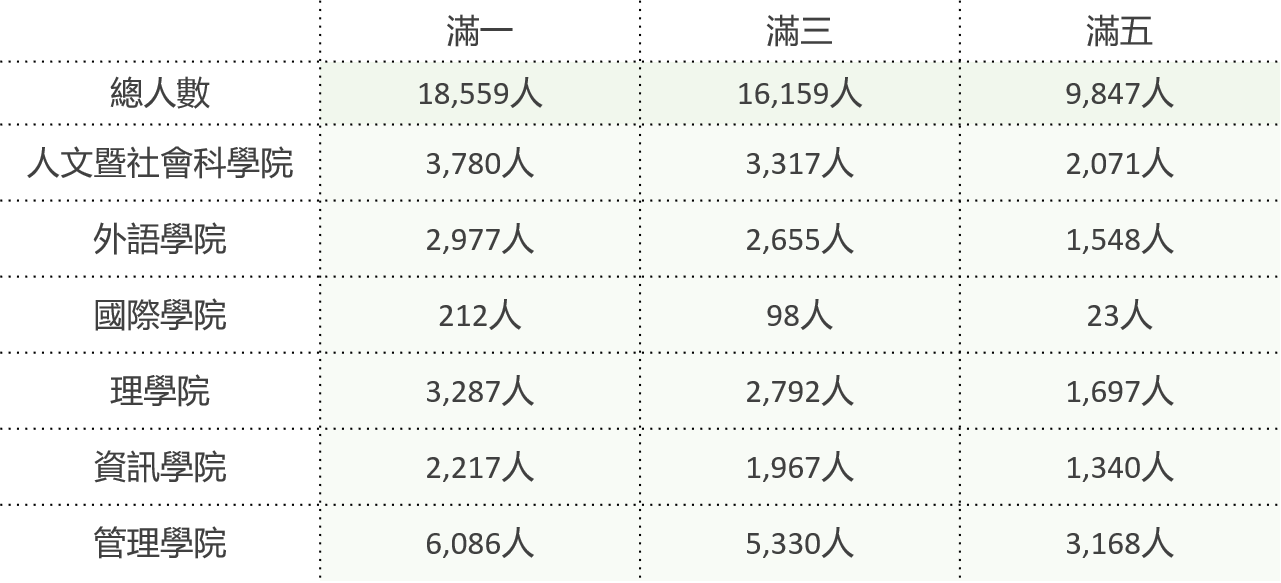 滿一 滿三 滿五
總人數 18,559人 16,159人 9,847人
人文暨社會科學院 3,780人 3,317人 2,071人
外語學院 2,977人 2,655人 1,548人
國際學院 212人 98人 23人
理學院 3,287人 2,792人 1,697人
資訊學院 2,217人 1,967人 1,340人
管理學院 6,086人 5,330人 3,168人